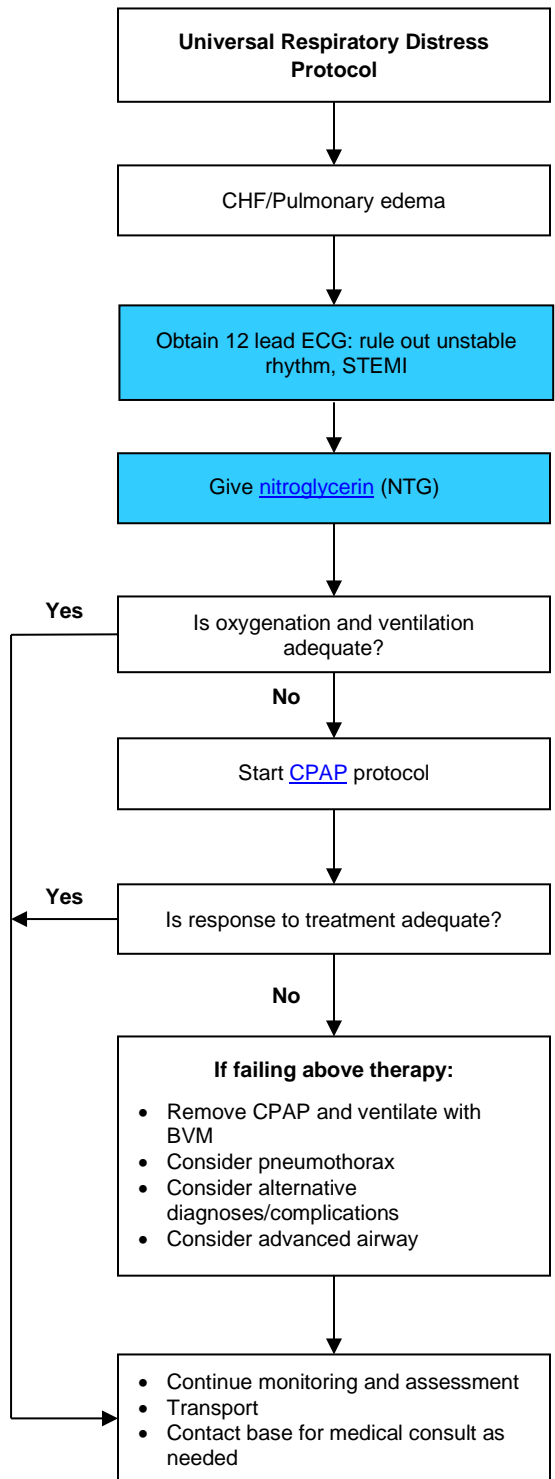 Universal Respiratory Distress
Protocol
CHF/Pulmonary edema
Obtain 12 lead ECG: rule out unstable
rhythm, STEMI
Give nitroglycerin (NTG)
Yes
Is oxygenation and ventilation
adequate?
No
Start CPAP protocol
Yes
Is response to treatment adequate?
No
If failing above therapy:
• Remove CPAP and ventilate with
BVM
• Consider pneumothorax
• Consider alternative
diagnoses/complications
• Consider advanced airway
• Continue monitoring and assessment
• Transport
• Contact base for medical consult as
needed